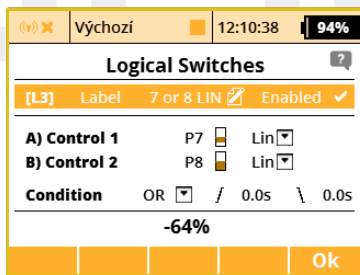 Výchozí 12:10:38 94%
Logical Switches ?
[L3] Label 7 or 8 LIN Enabled
A) Control 1 P7 Lin
B) Control 2 P8 Lin
Condition OR / 0.0s \ 0.0s
-64%
Ok